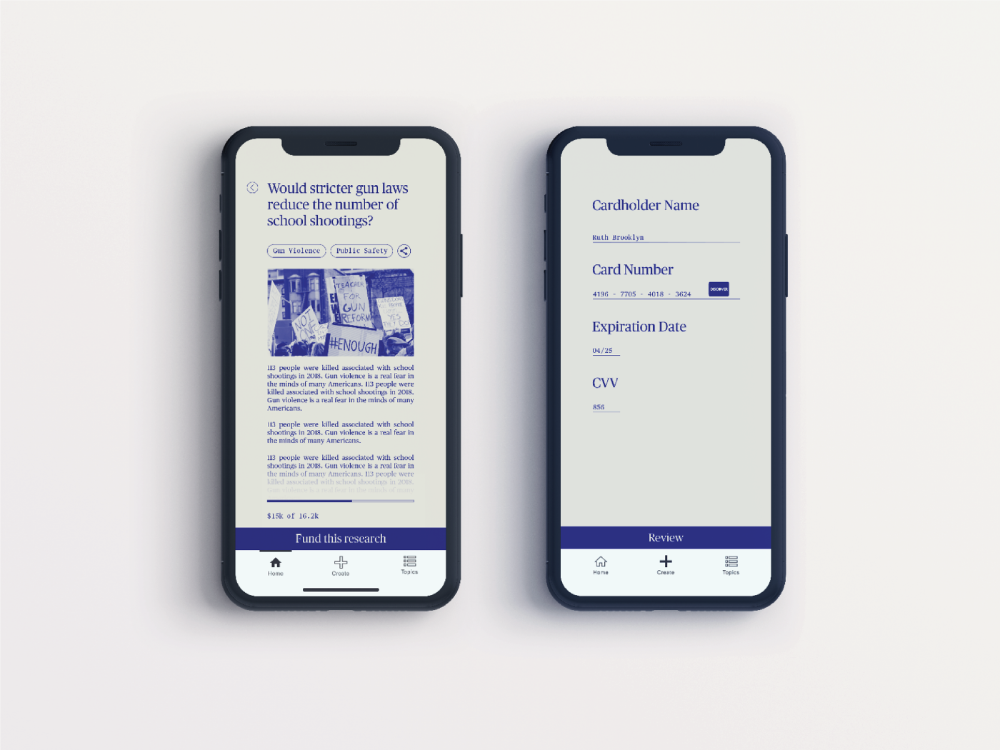 Would stricter gun laws
reduce the number of
school shootings?
Gun Violence
Public Safety
TEACHER
FOR
GUN
REFORM
NOT
ONE
#ENOUGH
113 people were killed associated with school
shootings in 2018. Gun violence is a real fear in
the minds of many Americans. 113 people were
killed associated with school shootings in 2018.
Gun violence is a real fear in the minds of many
Americans.
113 people were killed associated with school
shootings in 2018. Gun violence is a real fear in
the minds of many Americans.
113 people were killed associated with school
shootings in 2018. Gun violence is a real fear in
the minds of many Americans. 113 people were
killed associated with school shootings in 2018.
$15k of 16.2k
Fund this research
Home
Create
Topics
Cardholder Name
Ruth Brooklyn
Card Number
4196 - 7705 - 4018 - 3624
DISCOVER
Expiration Date
04/25
CVV
856
Review
Home
Create
Topics